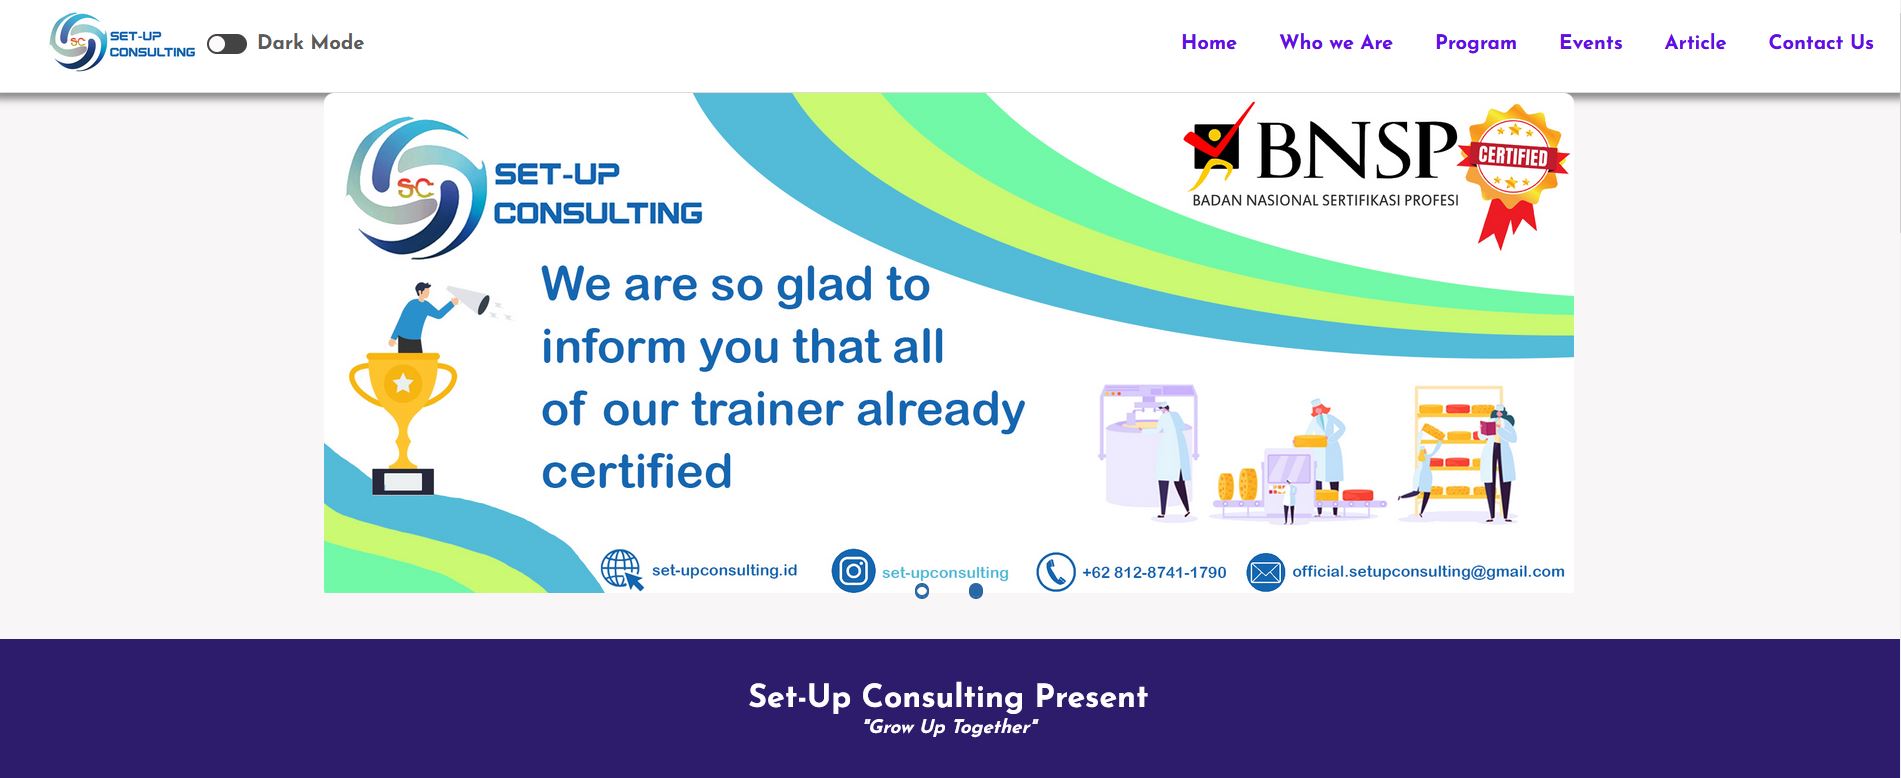 SC
SET-UP
CONSULTING
Dark Mode
Home
Who we Are
Program
Events
Article
Contact Us
SC
SET-UP
CONSULTING
BNSP
BADAN NASIONAL SERTIFIKASI PROFESI
CERTIFIED
We are so glad to
inform you that all
of our trainer already
certified
set-upconsulting.id
set-upconsulting
+62 812-8741-1790
official.setupconsulting@gmail.com
Set-Up Consulting Present
"Grow Up Together"